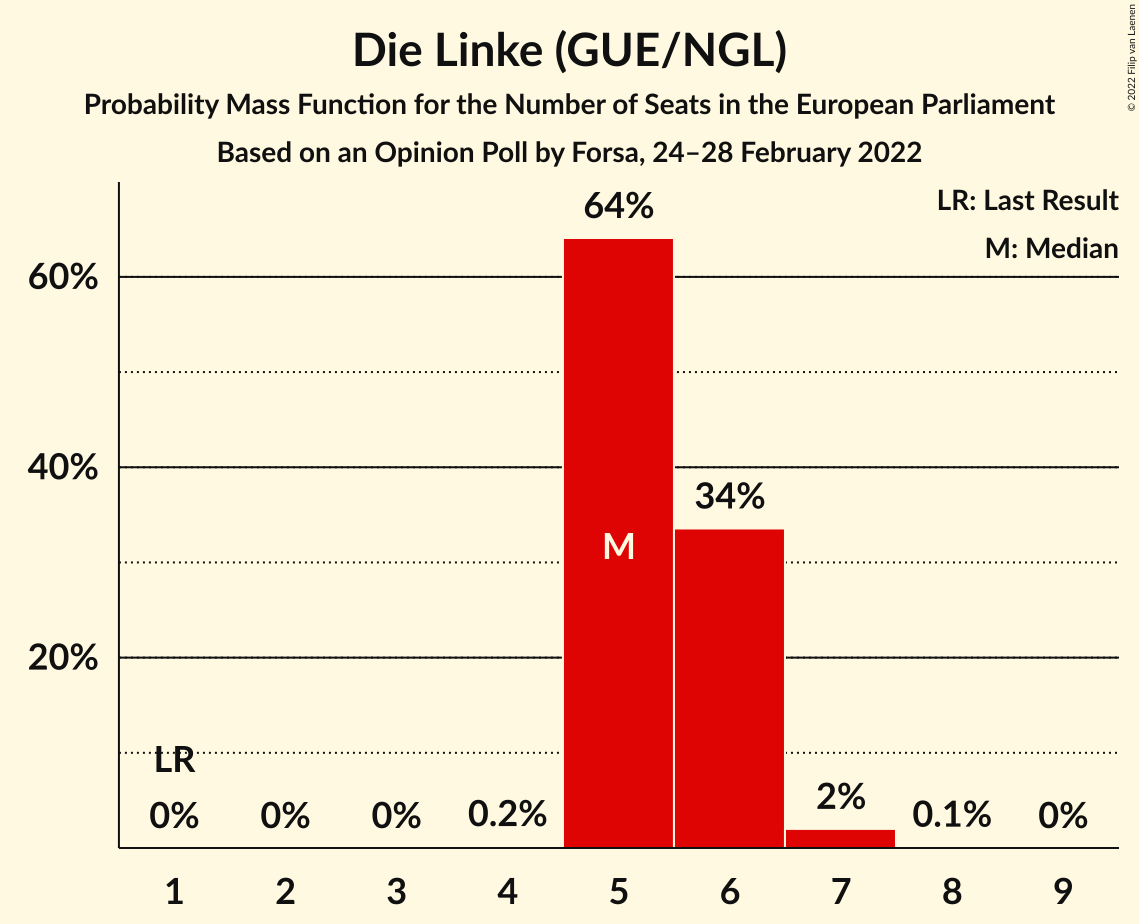 Die Linke (GUE/NGL)
Probability Mass Function for the Number of Seats in the European Parliament
Based on an Opinion Poll by Forsa, 24–28 February 2022
© 2022 Filip van Laenen
LR: Last Result
M: Median
60%
40%
20%
64%
34%
M
LR
0%
0%
0%
0.2%
2%
0.1%
0%
1 2 3 4 5 6 7 8 9